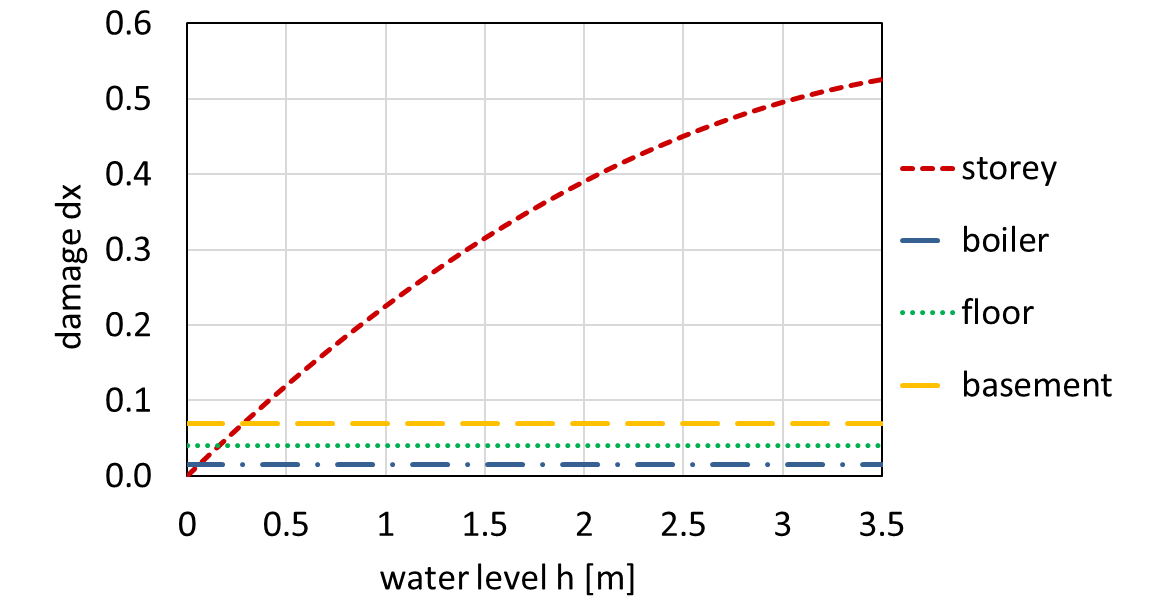 0.6
0.5
0.4
0.3
0.2
0.1
0.0
damage dx
0 0.5 1 1.5 2 2.5 3 3.5
water level h [m]
storey
boiler
floor
basement